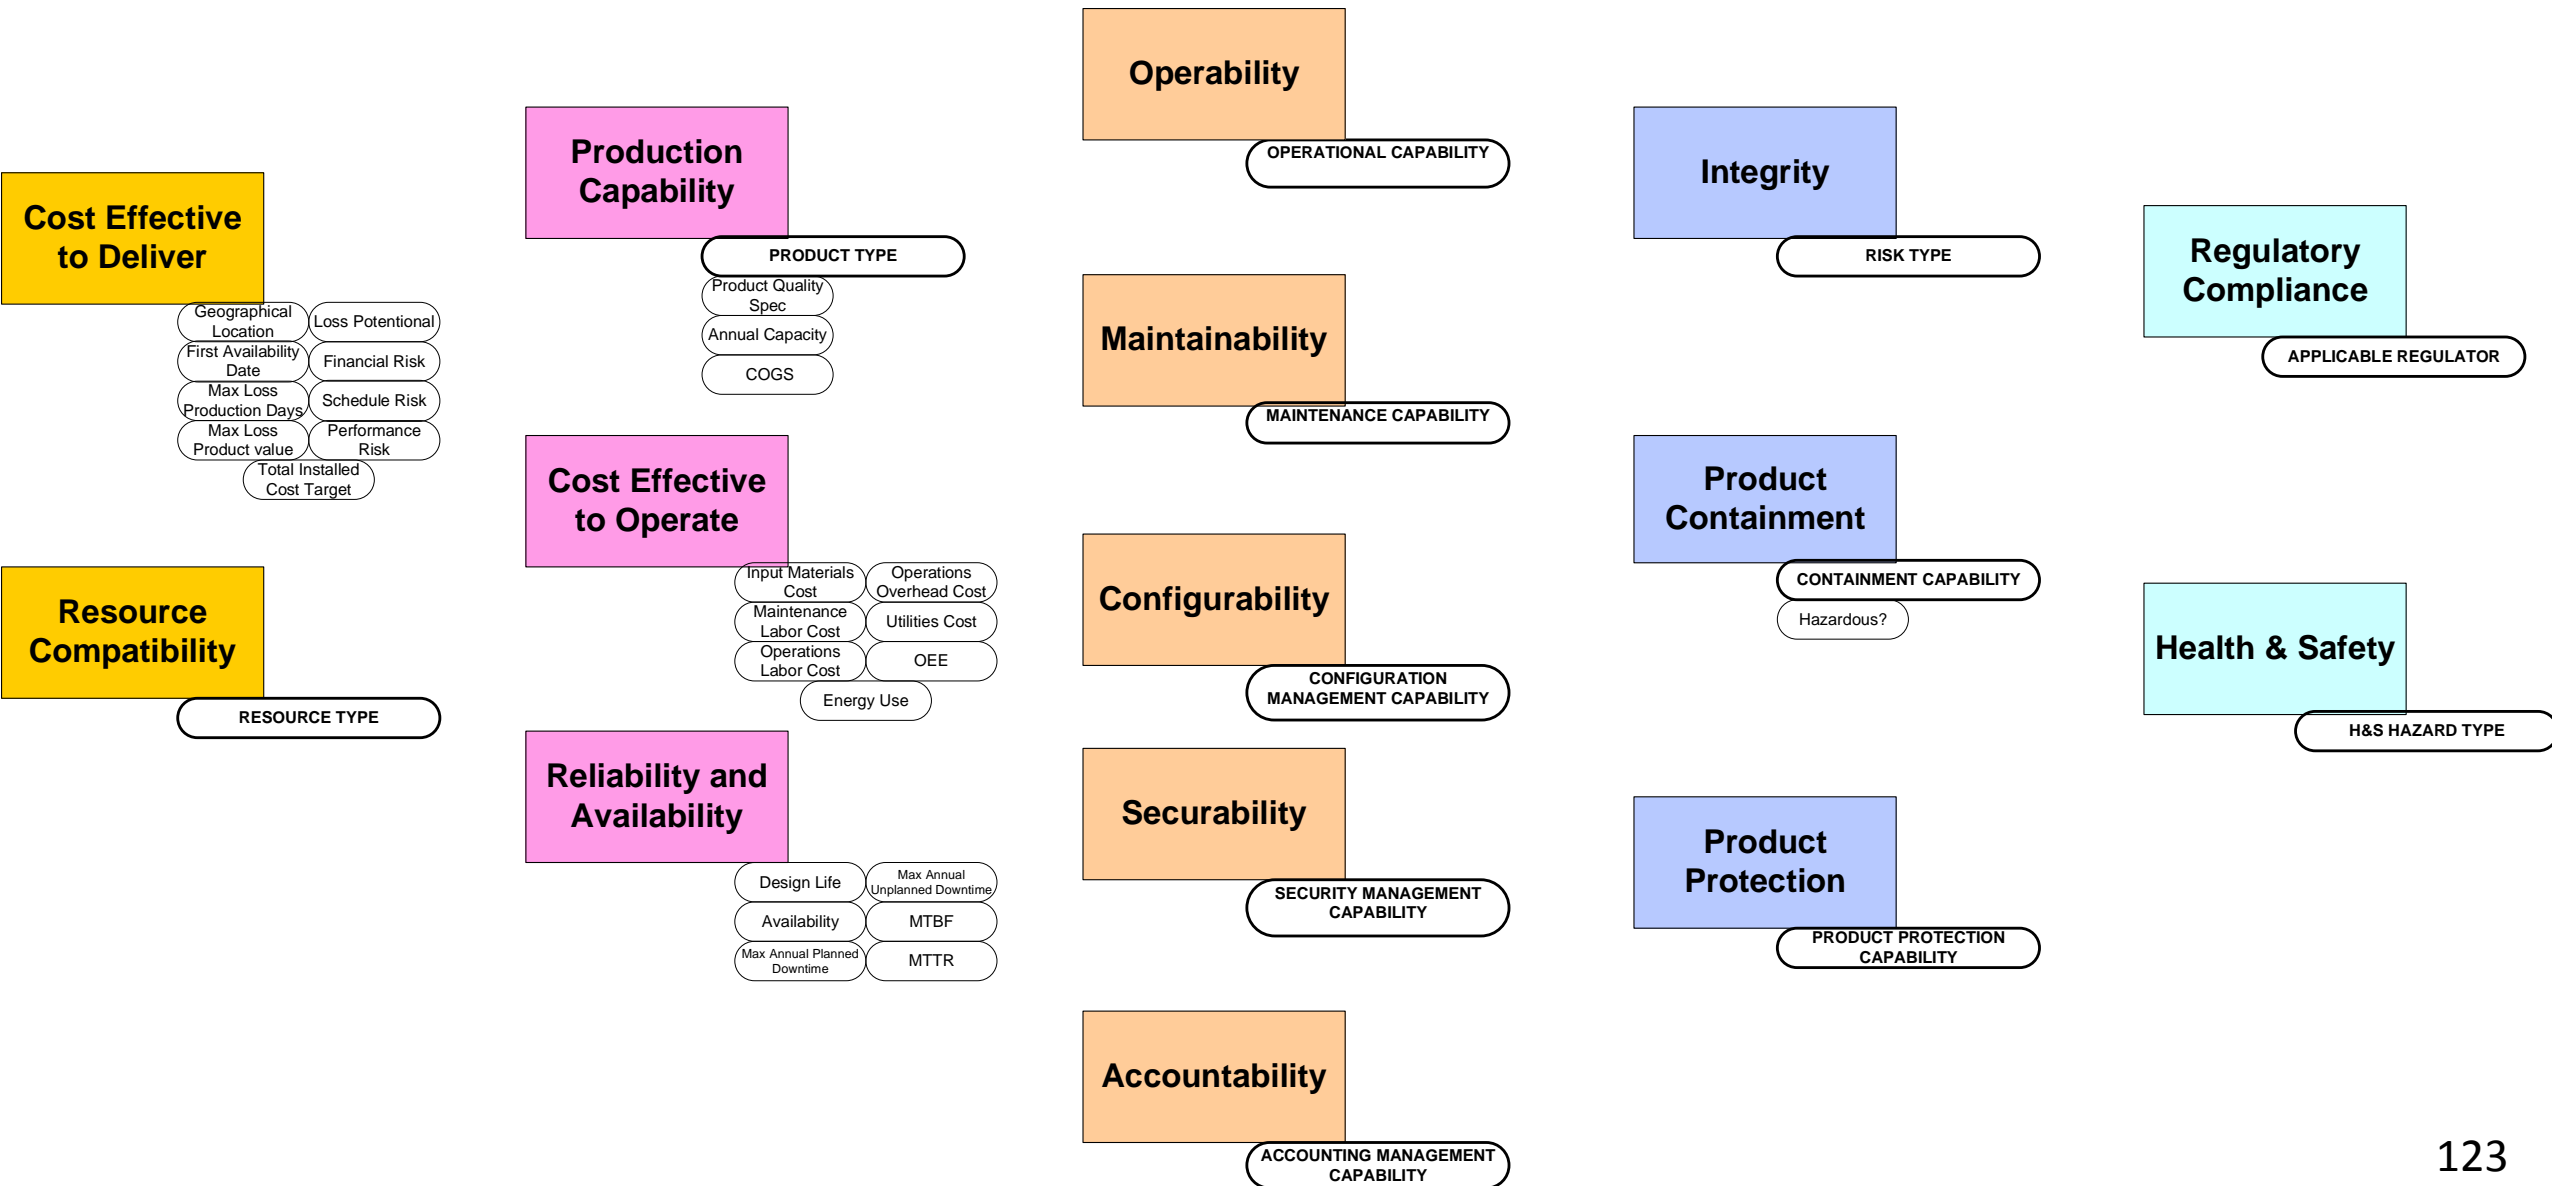 Cost Effective
to Deliver
Geographical
Location
Loss Potentional
First Availability
Date
Financial Risk
Max Loss
Production Days
Schedule Risk
Max Loss
Product value
Performance
Risk
Total Installed
Cost Target
Resource
Compatibility
RESOURCE TYPE
Production
Capability
PRODUCT TYPE
Product Quality
Spec
Annual Capacity
COGS
Cost Effective
to Operate
Input Materials
Cost
Operations
Overhead Cost
Maintenance
Labor Cost
Utilities Cost
Operations
Labor Cost
OEE
Energy Use
Reliability and
Availability
Design Life
Max Annual
Unplanned Downtime
Availability
MTBF
Max Annual Planned
Downtime
MTTR
Operability
OPERATIONAL CAPABILITY
Maintainability
MAINTENANCE CAPABILITY
Configurability
CONFIGURATION
MANAGEMENT CAPABILITY
Securability
SECURITY MANAGEMENT
CAPABILITY
Accountability
ACCOUNTING MANAGEMENT
CAPABILITY
Integrity
RISK TYPE
Product
Containment
CONTAINMENT CAPABILITY
Hazardous?
Product
Protection
PRODUCT PROTECTION
CAPABILITY
Regulatory
Compliance
APPLICABLE REGULATOR
Health & Safety
H&S HAZARD TYPE
123